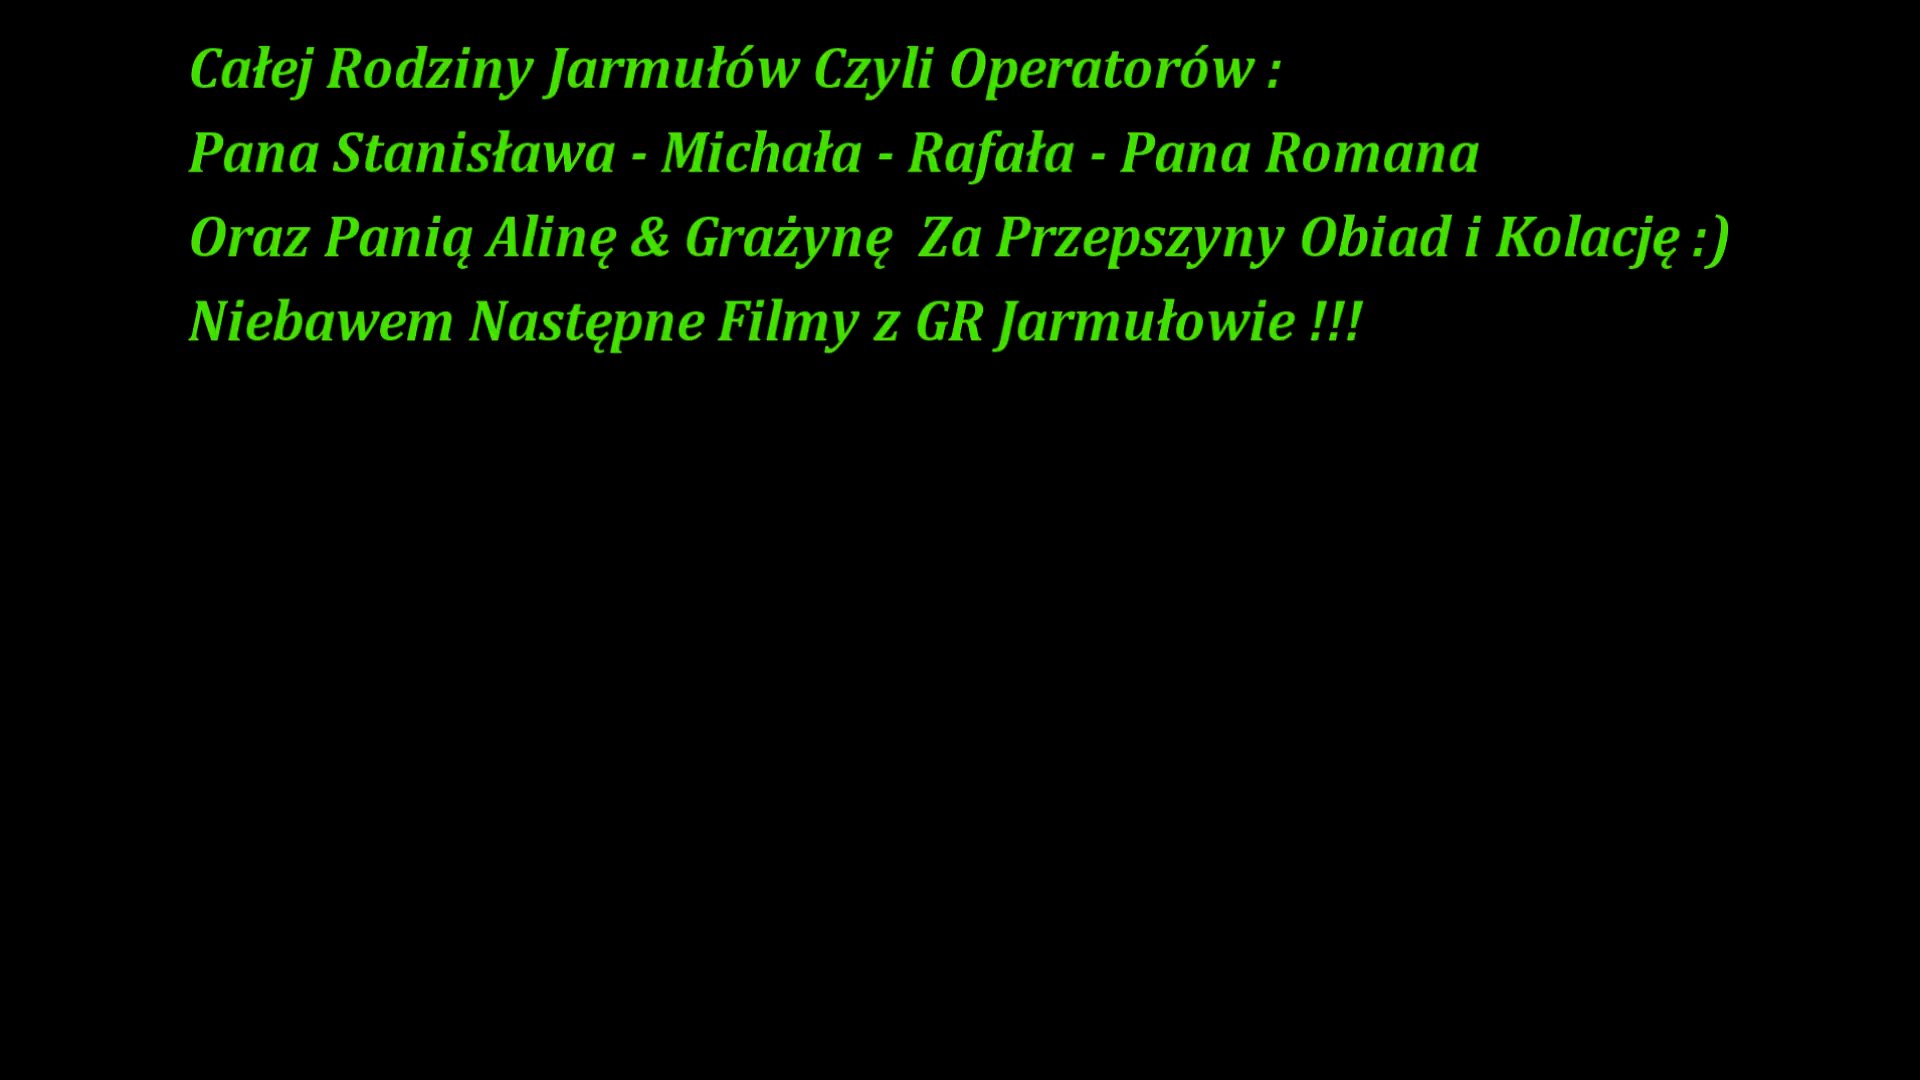 Całej Rodziny Jarmułów Czyli Operatorów :
Pana Stanisława - Michała - Rafała - Pana Romana
Oraz Panią Alinę & Grażynę  Za Przepszyny Obiad i Kolację :)
Niebawem Następne Filmy z GR Jarmułowie !!!